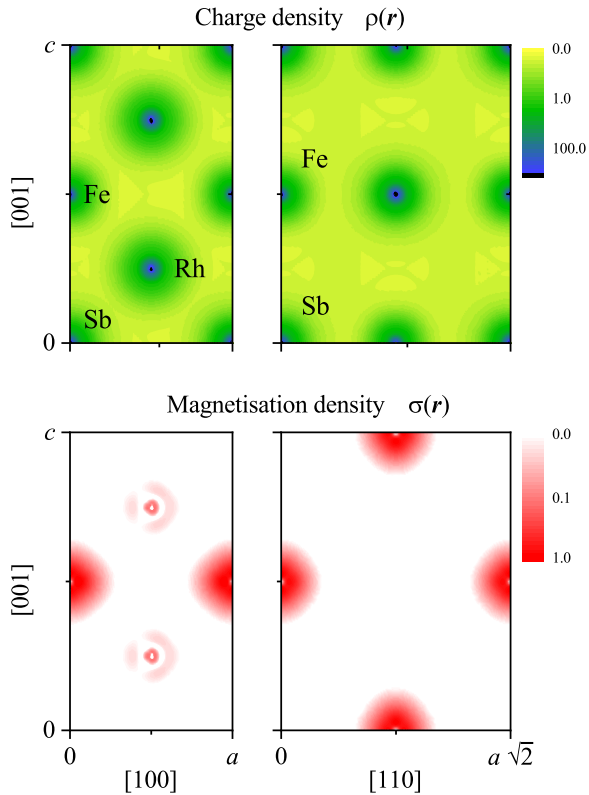 Charge density ρ(r)
c
0.0
1.0
100.0
[001]
Fe
Rh
Sb
0
Fe
Sb
Magnetisation density σ(r)
c
0.0
0.1
1.0
[001]
0
0
a
0
a √2
[100]
[110]